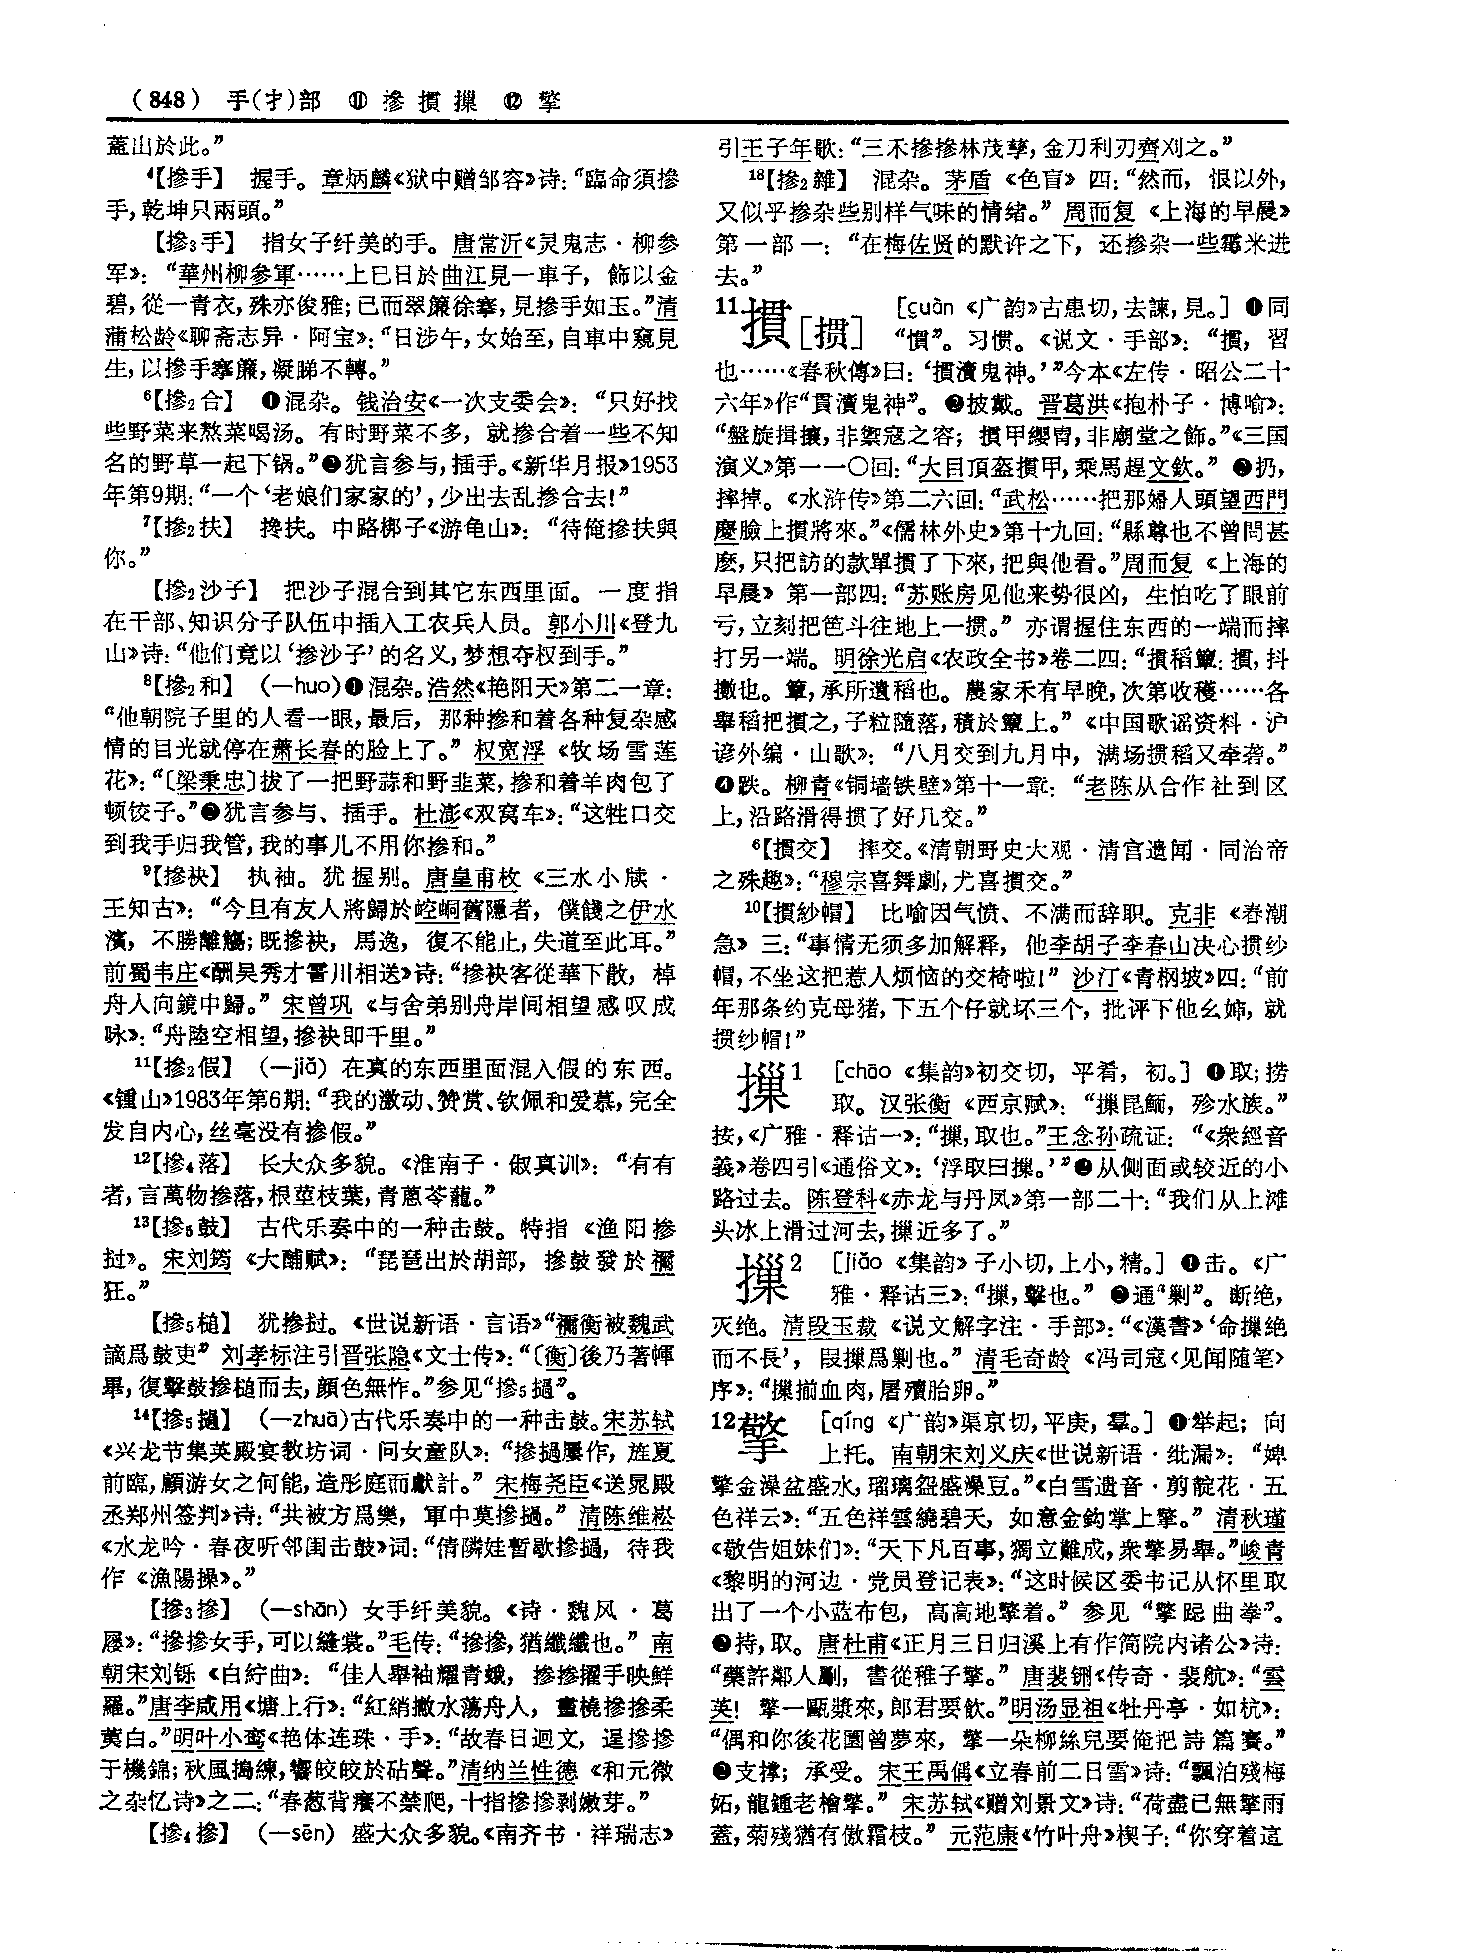 (848) 手(扌)部 ⑪ 摻 摜 摷 ⑫ 擎
蓋山於此。”
⁴【摻手】 握手。章炳麟《狱中赠邹容》诗：“臨命須摻
手，乾坤只兩頭。”
【摻₃手】 指女子纤美的手。唐常沂《灵鬼志·柳参
军》：“華州柳參軍……上巳日於曲江見一車子，飾以金
碧，從一青衣，殊亦俊雅；已而翠簾徐搴，見摻手如玉。”清
蒲松龄《聊斋志异·阿宝》：“日涉午，女始至，自車中窺見
生，以摻手搴簾，凝睇不轉。”
⁶【摻₂合】 ❶混杂。钱治安《一次支委会》：“只好找
些野菜来熬菜喝汤。有时野菜不多，就掺合着一些不知
名的野草一起下锅。”❷犹言参与，插手。《新华月报》1953
年第9期：“一个‘老娘们家家的’，少出去乱掺合去！”
⁷【摻₂扶】 搀扶。中路梆子《游龟山》：“待俺摻扶與
你。”
【摻₂沙子】 把沙子混合到其它东西里面。一度指
在干部、知识分子队伍中插入工农兵人员。郭小川《登九
山》诗：“他们竟以‘掺沙子’的名义，梦想夺权到手。”
⁸【摻₂和】 （—huo）❶混杂。浩然《艳阳天》第二一章：
“他朝院子里的人看一眼，最后，那种掺和着各种复杂感
情的目光就停在萧长春的脸上了。”权宽浮《牧场雪莲
花》：“〔梁秉忠〕拔了一把野蒜和野韭菜，掺和着羊肉包了
顿饺子。”❷犹言参与、插手。杜澎《双窝车》：“这牲口交
到我手归我管，我的事儿不用你掺和。”
⁹【摻袂】 执袖。犹握别。唐皇甫枚《三水小牍·
王知古》：“今旦有友人將歸於崆峒舊隱者，僕餞之伊水
濱，不勝離觴；既摻袂，馬逸，復不能止，失道至此耳。”
前蜀韦庄《酬吴秀才霅川相送》诗：“摻袂客從華下散，棹
舟人向鏡中歸。”宋曾巩《与舍弟别舟岸间相望感叹成
咏》：“舟陸空相望，摻袂即千里。”
¹¹【摻₂假】 （—jiǎ）在真的东西里面混入假的东西。
《锺山》1983年第6期：“我的激动、赞赏、钦佩和爱慕，完全
发自内心，丝毫没有掺假。”
¹²【摻₄落】 长大众多貌。《淮南子·俶真训》：“有有
者，言萬物摻落，根莖枝葉，青蔥苓蘢。”
¹³【摻₅鼓】 古代乐奏中的一种击鼓。特指《渔阳掺
挝》。宋刘筠《大酺赋》：“琵琶出於胡部，摻鼓發於禰
狂。”
【摻₅槌】 犹掺挝。《世说新语·言语》“禰衡被魏武
謫爲鼓吏”刘孝标注引晋张隐《文士传》：“〔衡〕後乃著㡓
畢，復擊鼓摻槌而去，顔色無怍。”参见“摻₅撾”。
¹⁴【摻₅撾】 （—zhuā）古代乐奏中的一种击鼓。宋苏轼
《兴龙节集英殿宴教坊词·问女童队》：“摻撾屢作，旌夏
前臨，顧游女之何能，造彤庭而獻計。”宋梅尧臣《送晁殿
丞郑州签判》诗：“共被方爲樂，軍中莫摻撾。”清陈维崧
《水龙吟·春夜听邻闺击鼓》词：“倩隣娃暫歇摻撾，待我
作《漁陽操》。”
【摻₃摻】 （—shān）女手纤美貌。《诗·魏风·葛
屦》：“摻摻女手，可以縫裳。”毛传：“摻摻，猶纖纖也。”南
朝宋刘铄《白紵曲》：“佳人舉袖耀青蛾，摻摻擢手映鮮
羅。”唐李咸用《塘上行》：“紅綃撇水蕩舟人，畫橈摻摻柔
荑白。”明叶小鸾《艳体连珠·手》：“故春日迴文，逞摻摻
于機錦；秋風搗練，響皎皎於砧聲。”清纳兰性德《和元微
之杂忆诗》之二：“春葱背癢不禁爬，十指摻摻剥嫩芽。”
【摻₄摻】 （—sēn）盛大众多貌。《南齐书·祥瑞志》
引王子年歌：“三禾摻摻林茂孳，金刀利刃齊刈之。”
¹⁸【摻₂雜】 混杂。茅盾《色盲》四：“然而，恨以外，
又似乎掺杂些别样气味的情绪。”周而复《上海的早晨》
第一部一：“在梅佐贤的默许之下，还掺杂一些霉米进
去。”
11摜［掼］ ［guàn《广韵》古患切，去諫，見。］❶同
“慣”。习惯。《说文·手部》：“摜，習
也……《春秋傳》曰：‘摜瀆鬼神。’”今本《左传·昭公二十
六年》作“貫瀆鬼神”。❷披戴。晋葛洪《抱朴子·博喻》：
“盤旋揖攘，非禦寇之容；摜甲纓胄，非廟堂之飾。”《三国
演义》第一一〇回：“大目頂盔摜甲，乘馬趕文欽。”❸扔，
摔掉。《水浒传》第二六回：“武松……把那婦人頭望西門
慶臉上摜將來。”《儒林外史》第十九回：“縣尊也不曾問甚
麽，只把訪的款單摜了下來，把與他看。”周而复《上海的
早晨》第一部四：“苏账房见他来势很凶，生怕吃了眼前
亏，立刻把笆斗往地上一掼。”亦谓握住东西的一端而摔
打另一端。明徐光启《农政全书》卷二四：“摜稻簟：摜，抖
擻也。簟，承所遺稻也。農家禾有早晚，次第收穫……各
舉稻把摜之，子粒隨落，積於簟上。”《中国歌谣资料·沪
谚外编·山歌》：“八月交到九月中，满场掼稻又牵砻。”
❹跌。柳青《铜墙铁壁》第十一章：“老陈从合作社到区
上，沿路滑得掼了好几交。”
⁶【摜交】 摔交。《清朝野史大观·清宫遗闻·同治帝
之殊趣》：“穆宗喜舞劇，尤喜摜交。”
¹⁰【摜紗帽】 比喻因气愤、不满而辞职。克非《春潮
急》三：“事情无须多加解释，他李胡子李春山决心掼纱
帽，不坐这把惹人烦恼的交椅啦！”沙汀《青枫坡》四：“前
年那条约克母猪，下五个仔就坏三个，批评下他幺婶，就
掼纱帽！”
摷1 ［chāo《集韵》初交切，平肴，初。］❶取；捞
取。汉张衡《西京赋》：“摷昆鮞，殄水族。”
按，《广雅·释诂一》：“摷，取也。”王念孙疏证：“《衆經音
義》卷四引《通俗文》：‘浮取曰摷。’”❷从侧面或较近的小
路过去。陈登科《赤龙与丹凤》第一部二十：“我们从上滩
头冰上滑过河去，摷近多了。”
摷2 ［jiǎo《集韵》子小切，上小，精。］❶击。《广
雅·释诂三》：“摷，擊也。”❷通“剿”。断绝，
灭绝。清段玉裁《说文解字注·手部》：“《漢書》‘命摷絶
而不長’，叚摷爲剿也。”清毛奇龄《冯司寇〈见闻随笔〉
序》：“摷揃血肉，屠殰胎卵。”
12擎 ［qíng《广韵》渠京切，平庚，羣。］❶举起；向
上托。南朝宋刘义庆《世说新语·纰漏》：“婢
擎金澡盆盛水，瑠璃盌盛澡豆。”《白雪遗音·剪靛花·五
色祥云》：“五色祥雲繞碧天，如意金鈎掌上擎。”清秋瑾
《敬告姐妹们》：“天下凡百事，獨立難成，衆擎易舉。”峻青
《黎明的河边·党员登记表》：“这时候区委书记从怀里取
出了一个小蓝布包，高高地擎着。”参见“擎跽曲拳”。
❷持，取。唐杜甫《正月三日归溪上有作简院内诸公》诗：
“藥許鄰人劚，書從稚子擎。”唐裴铏《传奇·裴航》：“雲
英！擎一甌漿來，郎君要飲。”明汤显祖《牡丹亭·如杭》：
“偶和你後花園曾夢來，擎一朵柳絲兒要俺把詩篇賽。”
❸支撑；承受。宋王禹偁《立春前二日雪》诗：“飄泊殘梅
妬，龍鍾老檜擎。”宋苏轼《赠刘景文》诗：“荷盡已無擎雨
蓋，菊殘猶有傲霜枝。”元范康《竹叶舟》楔子：“你穿着這